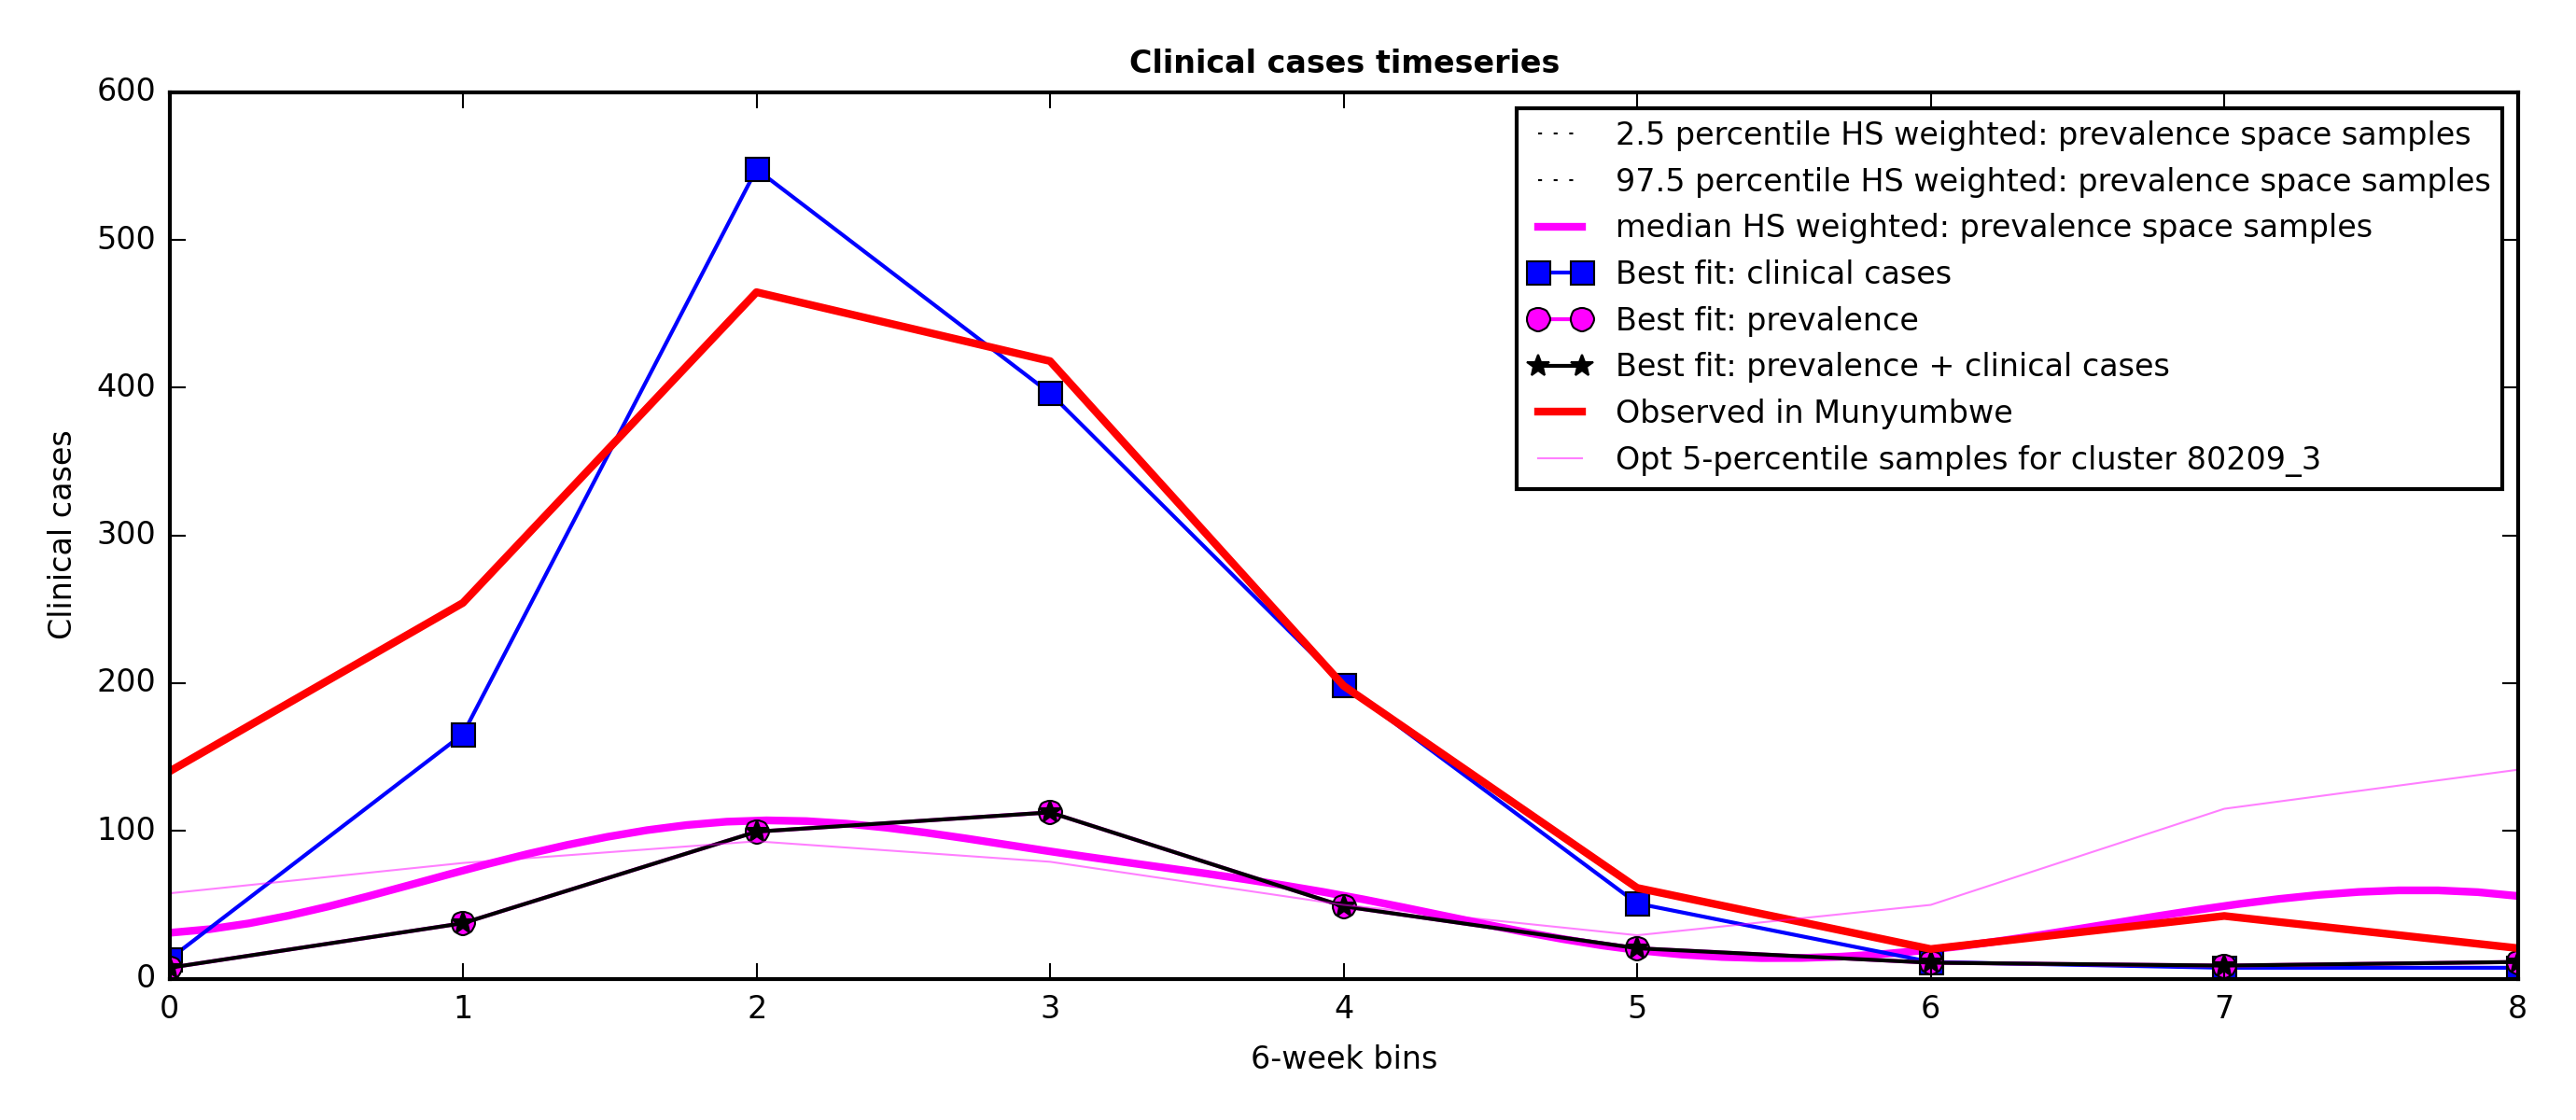 Clinical cases timeseries
600
500
400
300
200
100
0
Clinical cases
2.5 percentile HS weighted: prevalence space samples
97.5 percentile HS weighted: prevalence space samples
median HS weighted: prevalence space samples
Best fit: clinical cases
Best fit: prevalence
Best fit: prevalence + clinical cases
Observed in Munyumbwe
Opt 5-percentile samples for cluster 80209_3
0 1 2 3 4 5 6 7 8
6-week bins